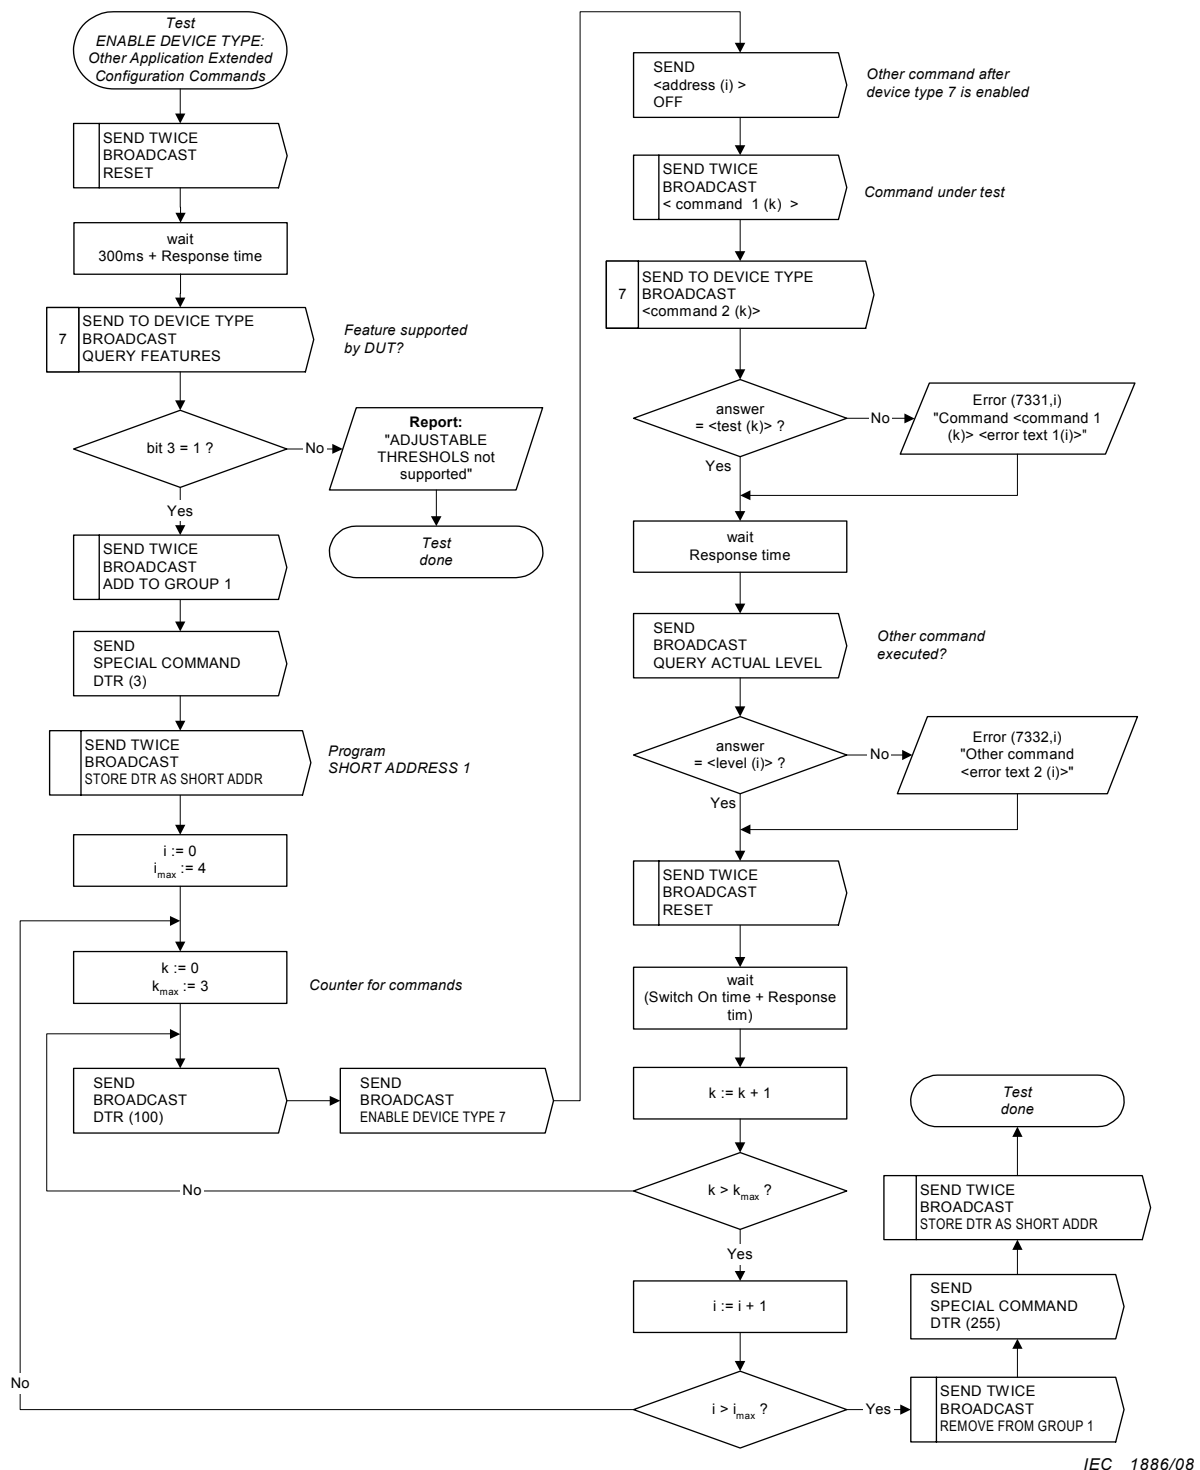 Test
ENABLE DEVICE TYPE:
Other Application Extended
Configuration Commands
SEND TWICE
BROADCAST
RESET
wait
300ms + Response time
7
SEND TO DEVICE TYPE
BROADCAST
QUERY FEATURES
Feature supported
by DUT?
bit 3 = 1 ?
No
Report:
"ADJUSTABLE
THRESHOLS not
supported"
Test
done
Yes
SEND TWICE
BROADCAST
ADD TO GROUP 1
SEND
SPECIAL COMMAND
DTR (3)
SEND TWICE
BROADCAST
STORE DTR AS SHORT ADDR
Program
SHORT ADDRESS 1
i := 0
imax := 4
k := 0
kmax := 3
Counter for commands
SEND
BROADCAST
DTR (100)
SEND
BROADCAST
ENABLE DEVICE TYPE 7
SEND
<address (i) >
OFF
Other command after
device type 7 is enabled
SEND TWICE
BROADCAST
< command 1 (k) >
Command under test
7
SEND TO DEVICE TYPE
BROADCAST
<command 2 (k)>
answer
= <test (k)> ?
No
Error (7331,i)
"Command <command 1
(k)> <error text 1(i)>"
Yes
wait
Response time
SEND
BROADCAST
QUERY ACTUAL LEVEL
Other command
executed?
answer
= <level (i)> ?
No
Error (7332,i)
"Other command
<error text 2 (i)>"
Yes
SEND TWICE
BROADCAST
RESET
wait
(Switch On time + Response
tim)
k := k + 1
k > kmax ?
No
Yes
i := i + 1
i > imax ?
No
Yes
SEND TWICE
BROADCAST
REMOVE FROM GROUP 1
SEND
SPECIAL COMMAND
DTR (255)
SEND TWICE
BROADCAST
STORE DTR AS SHORT ADDR
Test
done
IEC 1886/08